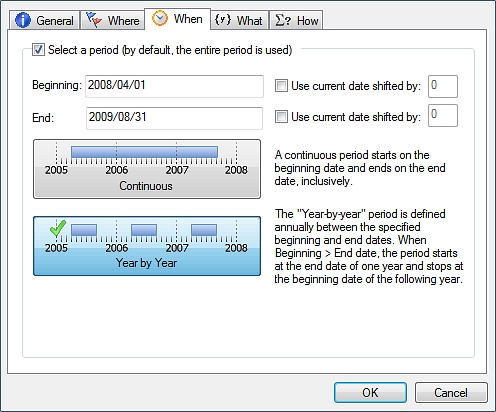 General Where When {y} What Σ? How
Select a period (by default, the entire period is used)
Beginning: 2008/04/01 Use current date shifted by: 0
End: 2009/08/31 Use current date shifted by: 0
2005 2006 2007 2008
Continuous
A continuous period starts on the
beginning date and ends on the end
date, inclusively.
2005 2006 2007 2008
Year by Year
The "Year-by-year" period is defined
annually between the specified
beginning and end dates. When
Beginning > End date, the period starts
at the end date of one year and stops at
the beginning date of the following year.
OK Cancel